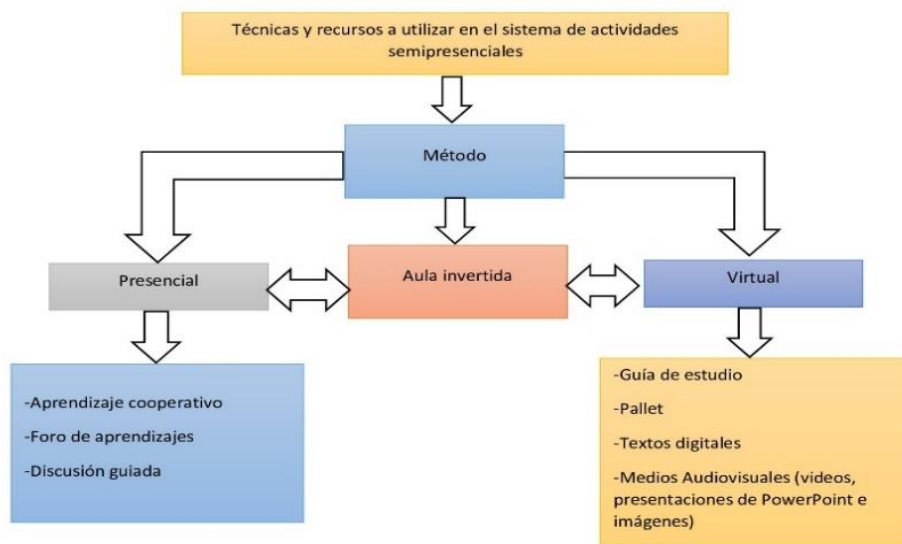 Técnicas y recursos a utilizar en el sistema de actividades
semipresenciales
Método
Presencial
Aula invertida
Virtual
-Aprendizaje cooperativo
-Foro de aprendizajes
-Discusión guiada
-Guía de estudio
-Pallet
-Textos digitales
-Medios Audiovisuales (videos,
presentaciones de PowerPoint e
imágenes)